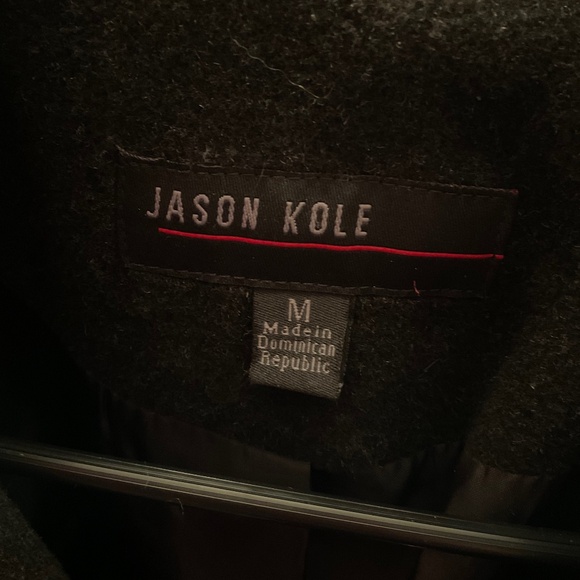 JASON KOLE
M
Made in
Dominican
Republic